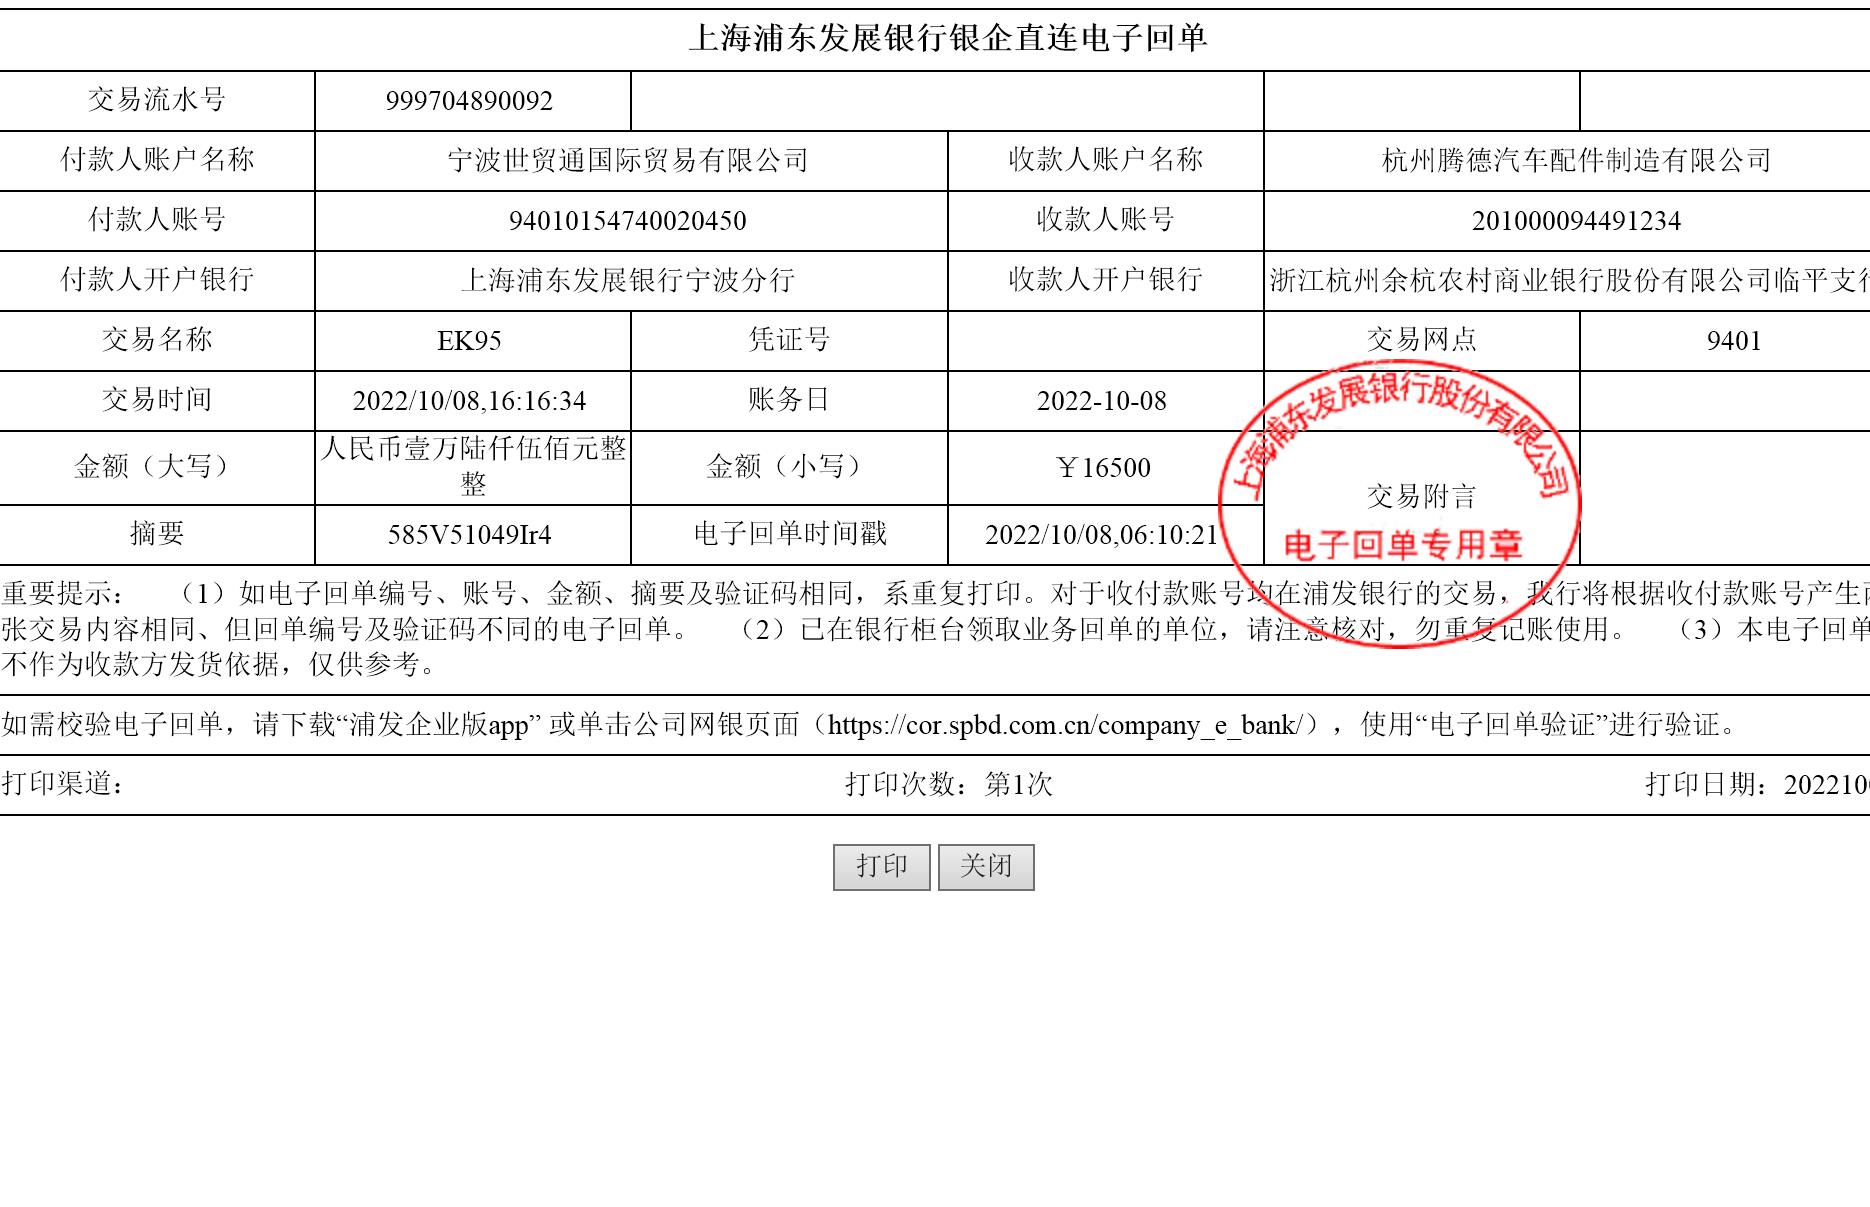 上海浦东发展银行银企直连电子回单
交易流水号 999704890092
付款人账户名称 宁波世贸通国际贸易有限公司 收款人账户名称 杭州腾德汽车配件制造有限公司
付款人账号 94010154740020450 收款人账号 201000094491234
付款人开户银行 上海浦东发展银行宁波分行 收款人开户银行 浙江杭州余杭农村商业银行股份有限公司临平支行
交易名称 EK95 凭证号 交易网点 9401
交易时间 2022/10/08,16:16:34 账务日 2022-10-08
金额（大写） 人民币壹万陆仟伍佰元整
整 金额（小写） ￥16500
交易附言
摘要 585V51049Ir4 电子回单时间戳 2022/10/08,06:10:21
上海浦东发展银行股份有限公司
电子回单专用章
重要提示： （1）如电子回单编号、账号、金额、摘要及验证码相同，系重复打印。对于收付款账号均在浦发银行的交易，我行将根据收付款账号产生两
张交易内容相同、但回单编号及验证码不同的电子回单。 （2）已在银行柜台领取业务回单的单位，请注意核对，勿重复记账使用。 （3）本电子回单
不作为收款方发货依据，仅供参考。
如需校验电子回单，请下载“浦发企业版app” 或单击公司网银页面（https://cor.spbd.com.cn/company_e_bank/），使用“电子回单验证”进行验证。
打印渠道： 打印次数：第1次 打印日期：202210
打印 关闭